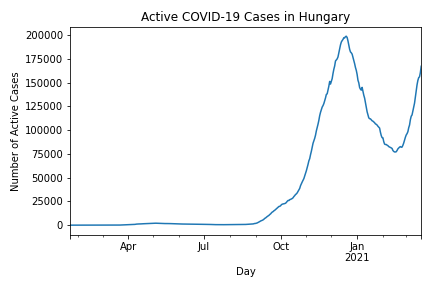 Active COVID-19 Cases in Hungary
Number of Active Cases
200000
175000
150000
125000
100000
75000
50000
25000
0
Apr
Jul
Oct
Jan
2021
Day